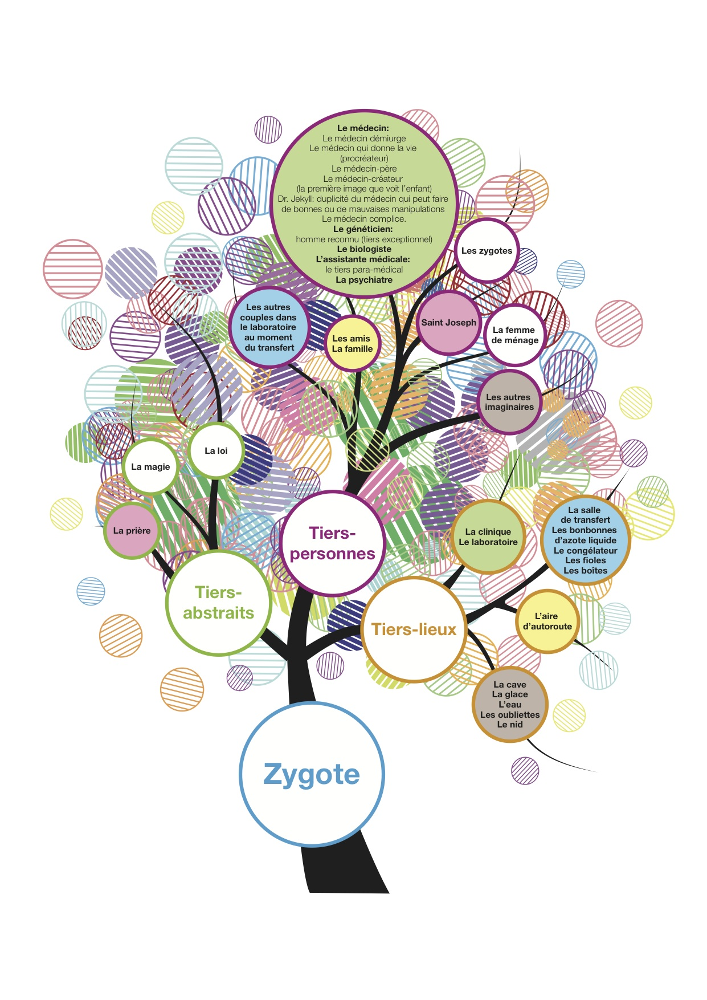 Le médecin:
Le médecin démiurge
Le médecin qui donne la vie
(procréateur)
Le médecin-père
Le médecin-créateur
(la première image que voit l'enfant)
Dr. Jekyll: duplicité du médecin qui peut faire
de bonnes ou de mauvaises manipulations
Le médecin complice.
Le généticien:
homme reconnu (tiers exceptionnel)
Le biologiste
L'assistante médicale:
le tiers para-médical
La psychiatre
Les zygotes
Les autres
couples dans
le laboratoire
au moment
du transfert
Les amis
La famille
Saint Joseph
La femme
de ménage
Les autres
imaginaires
La loi
La magie
La prière
Tiers-
personnes
La clinique
Le laboratoire
La salle
de transfert
Les bonbonnes
d'azote liquide
Le congélateur
Les fioles
Les boîtes
Tiers-
abstraits
Tiers-lieux
L'aire
d'autoroute
La cave
La glace
L'eau
Les oubliettes
Le nid
Zygote